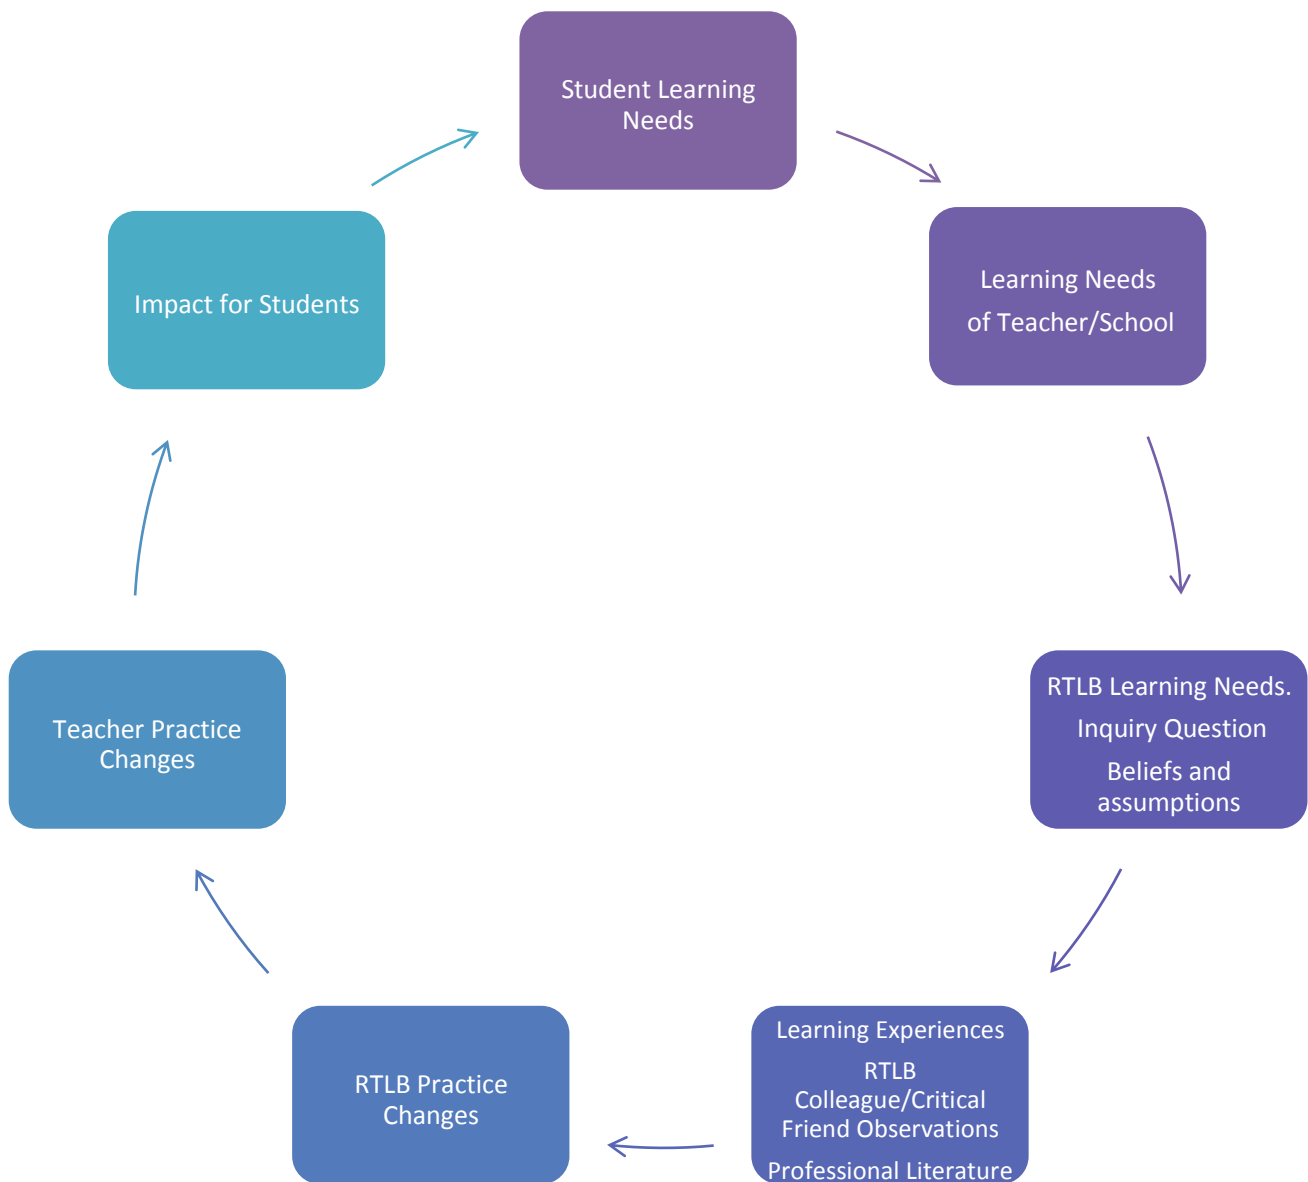 Student Learning
Needs
Learning Needs
of Teacher/School
RTLB Learning Needs.
Inquiry Question
Beliefs and
assumptions
Learning Experiences
RTLB
Colleague/Critical
Friend Observations
Professional Literature
RTLB Practice
Changes
Teacher Practice
Changes
Impact for Students